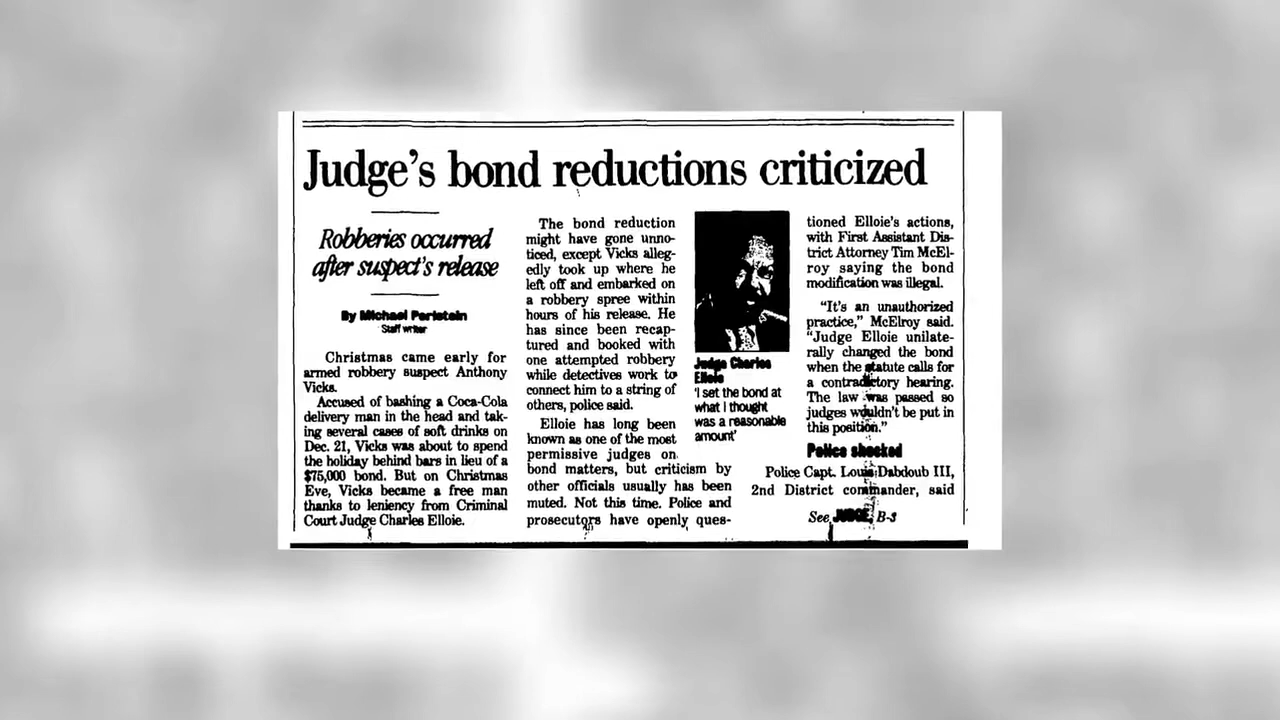 Judge's bond reductions criticized
Robberies occurred
after suspect's release
By Michael Perlstein
Staff writer
Christmas came early for
armed robbery suspect Anthony
Vicks.
Accused of bashing a Coca-Cola
delivery man in the head and tak-
ing several cases of soft drinks on
Dec. 21, Vicks was about to spend
the holiday behind bars in lieu of a
$75,000 bond. But on Christmas
Eve, Vicks became a free man
thanks to leniency from Criminal
Court Judge Charles Elloie.
The bond reduction
might have gone unno-
ticed, except Vicks alleg-
edly took up where he
left off and embarked on
a robbery spree within
hours of his release. He
has since been recap-
tured and booked with
one attempted robbery
while detectives work to
connect him to a string of
others, police said.
Elloie has long been
known as one of the most
permissive judges on
bond matters, but criticism by
other officials usually has been
muted. Not this time. Police and
prosecutors have openly ques-
Judge Charles
Elloie
'I set the bond at
what I thought
was a reasonable
amount'
tioned Elloie's actions,
with First Assistant Dis-
trict Attorney Tim McEl-
roy saying the bond
modification was illegal.
"It's an unauthorized
practice," McElroy said.
"Judge Elloie unilate-
rally changed the bond
when the statute calls for
a contradictory hearing.
The law was passed so
judges wouldn't be put in
this position."
Police shocked
Police Capt. Louis Dabdoub III,
2nd District commander, said
See JUDGE, B-3